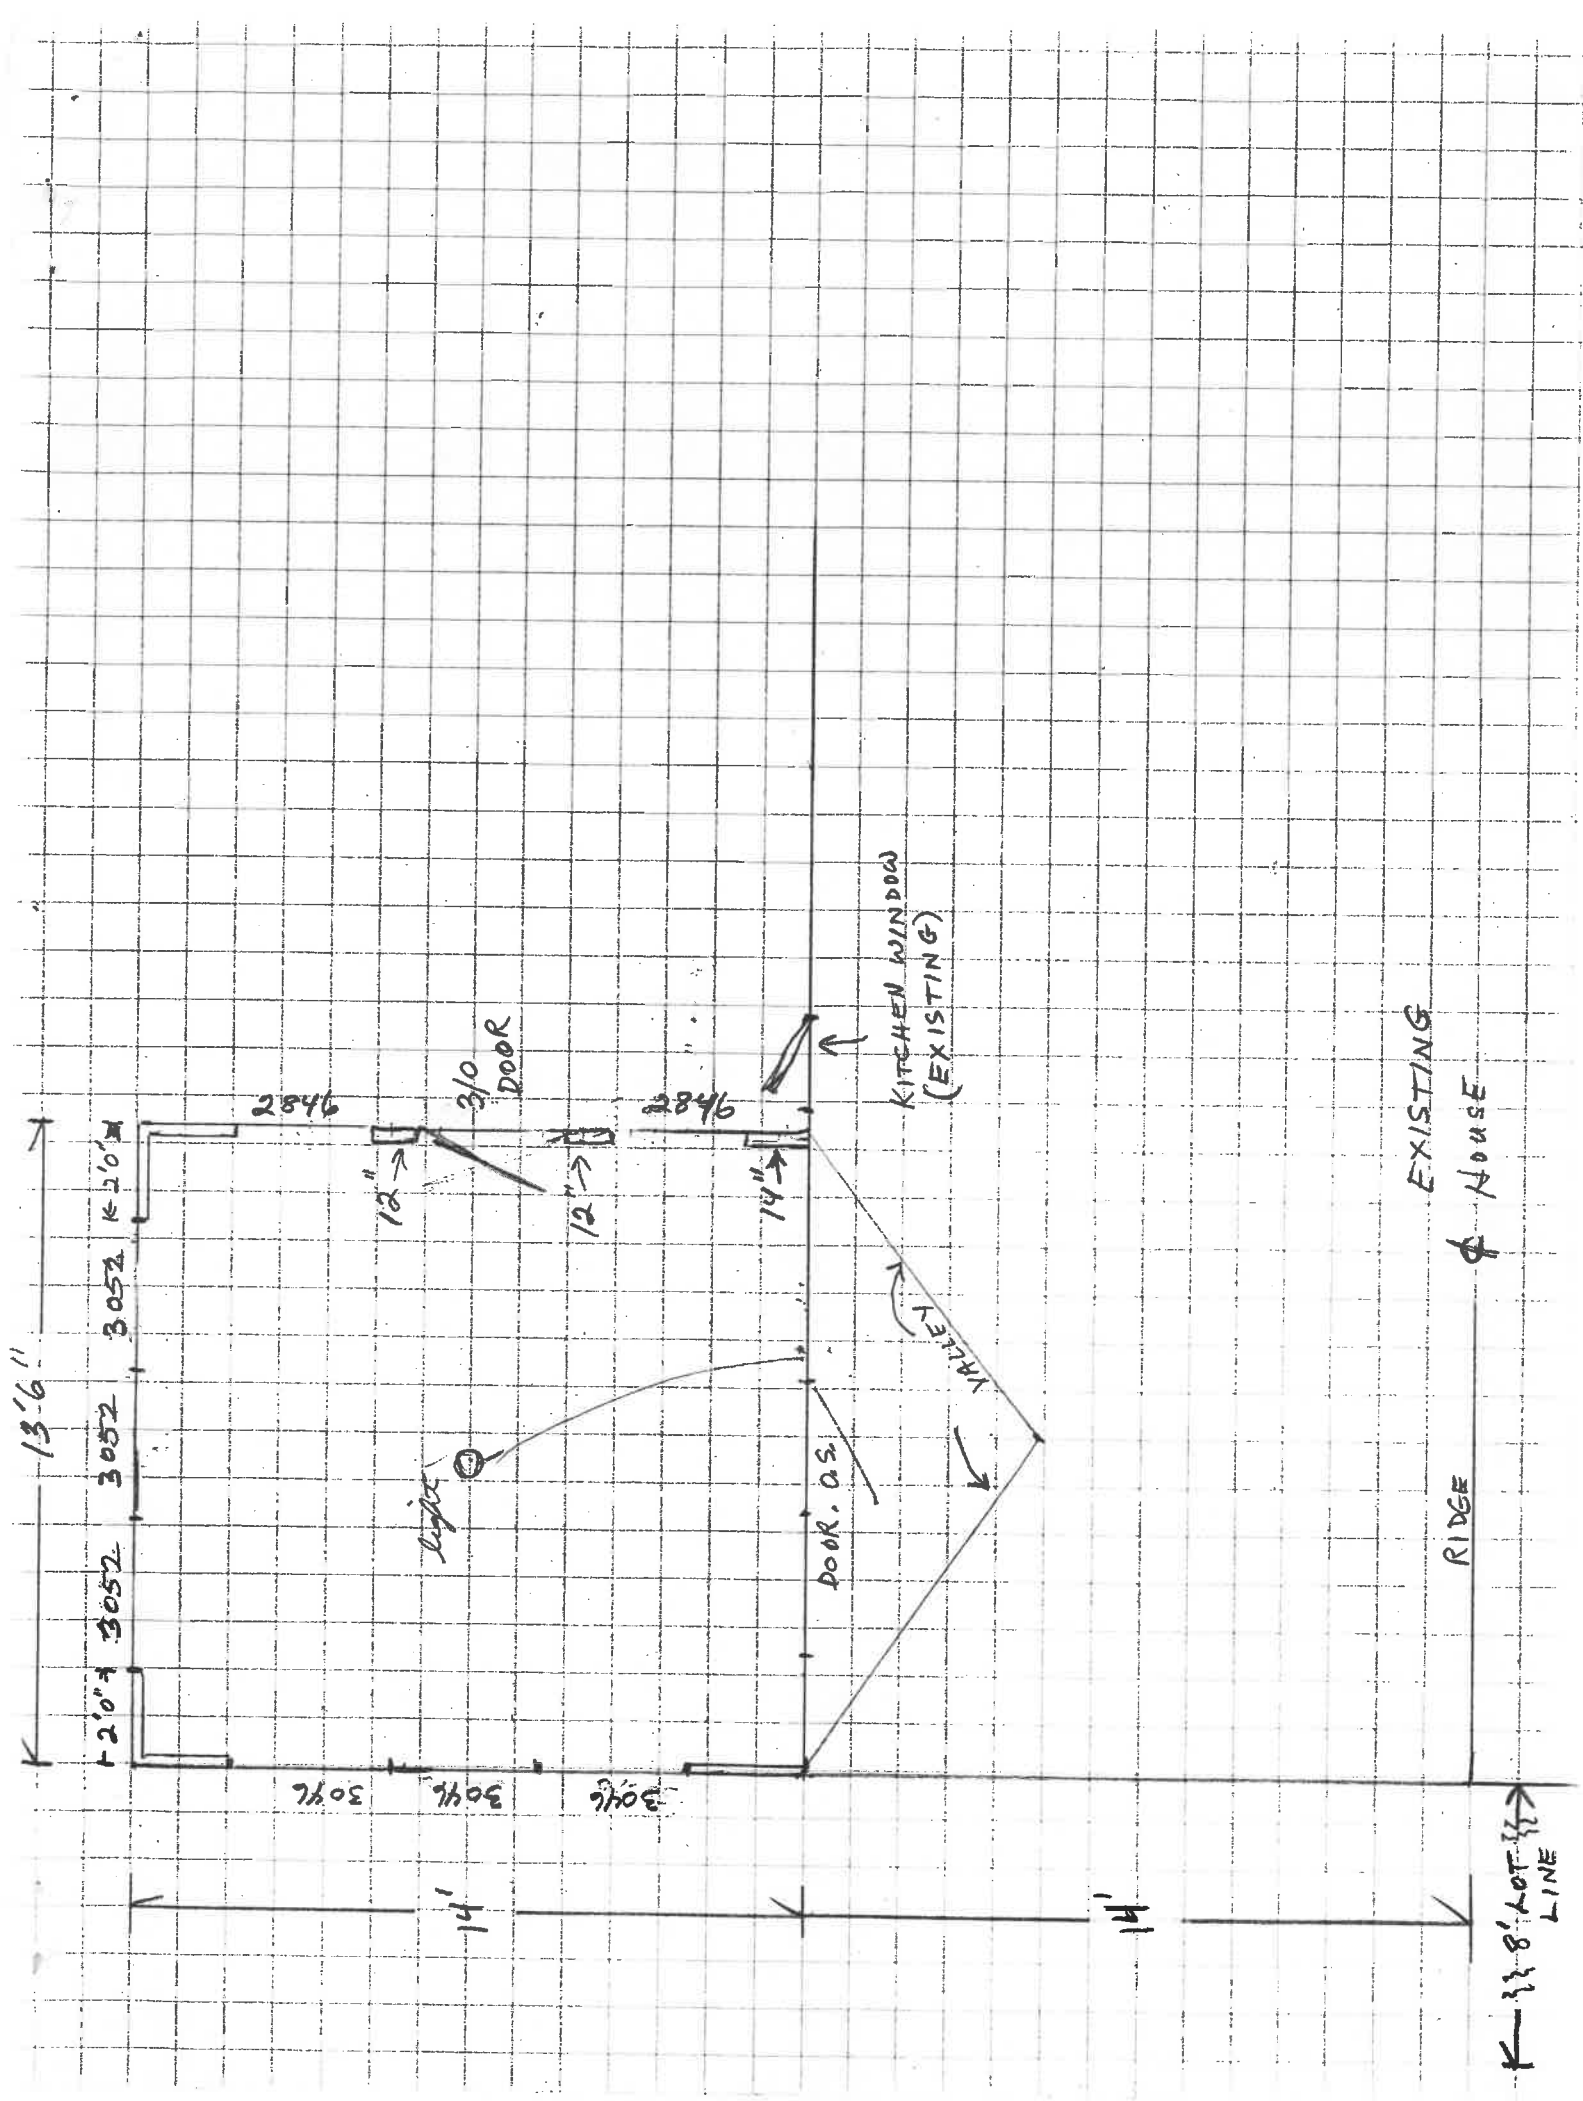 13'6"
2'0"
3052
3052
3052
2'0"
3046
3046
3046
2846
2846
3/0
DOOR
12"
12"
14"
light
DOOR. O.S.
VALLEY
KITCHEN WINDOW
(EXISTING)
14'
14'
RIDGE
EXISTING
℄ HOUSE
8' LOT
LINE